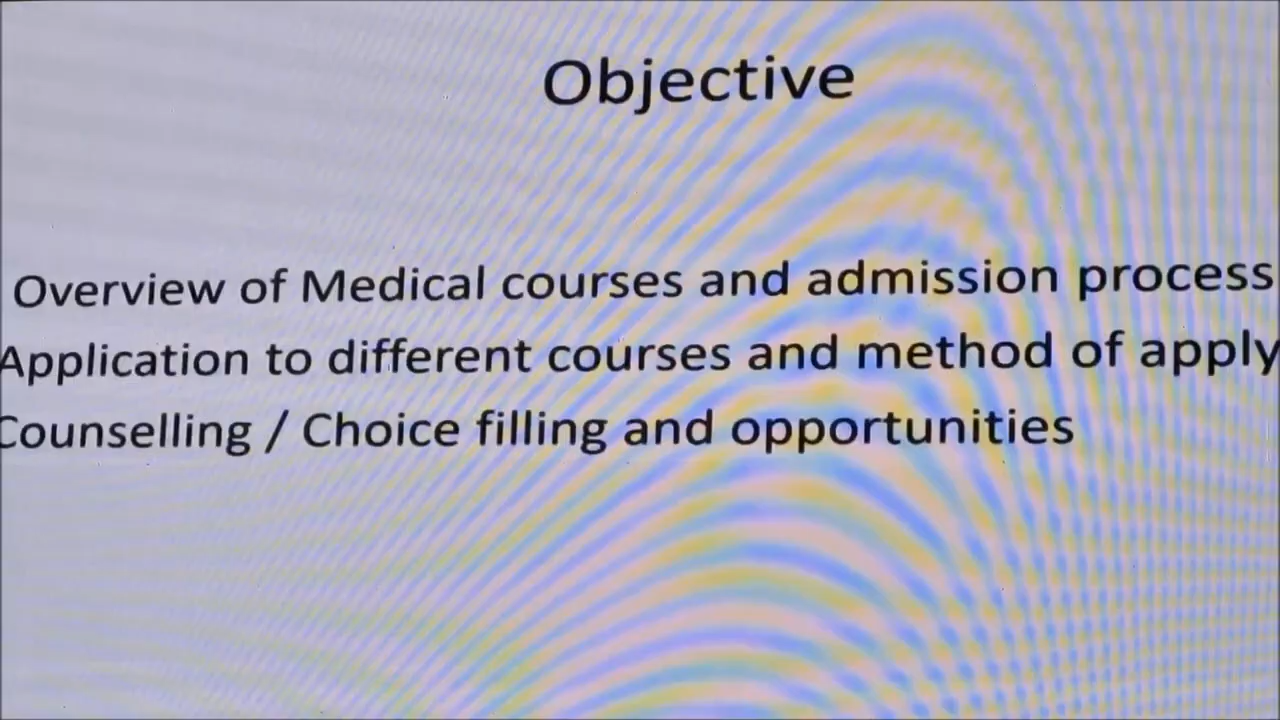 Objective
Overview of Medical courses and admission process
Application to different courses and method of apply
Counselling / Choice filling and opportunities